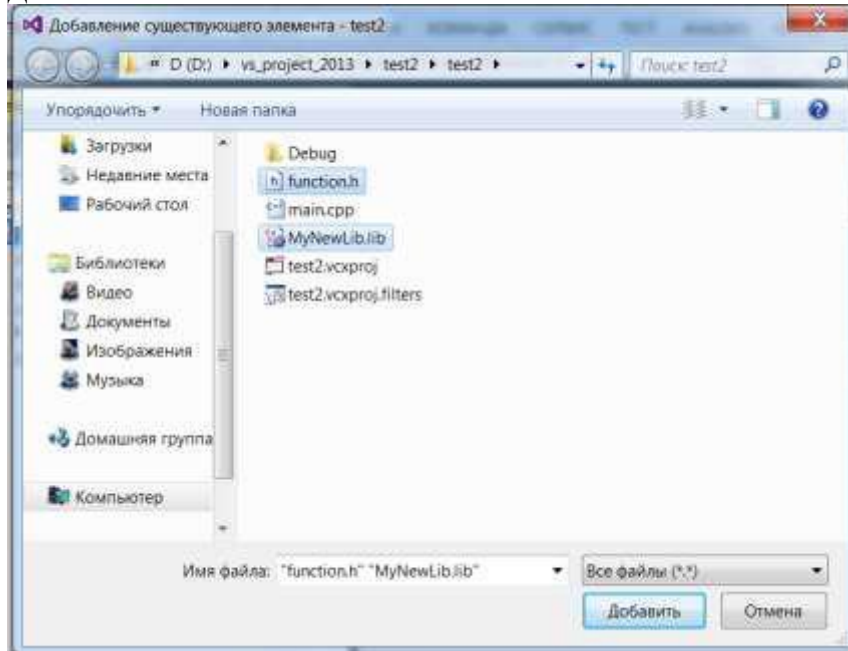 Добавление существующего элемента - test2
« D (D:) ▸ vs_project_2013 ▸ test2 ▸ test2 ▸
Поиск: test2
Упорядочить ▾ Новая папка
Загрузки
Недавние места
Рабочий стол
Библиотеки
Видео
Документы
Изображения
Музыка
Домашняя группа
Компьютер
Debug
function.h
main.cpp
MyNewLib.lib
test2.vcxproj
test2.vcxproj.filters
Имя файла: "function.h" "MyNewLib.lib"
Все файлы (*.*)
Добавить Отмена